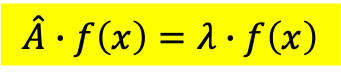 Â · f(x) = λ · f(x)